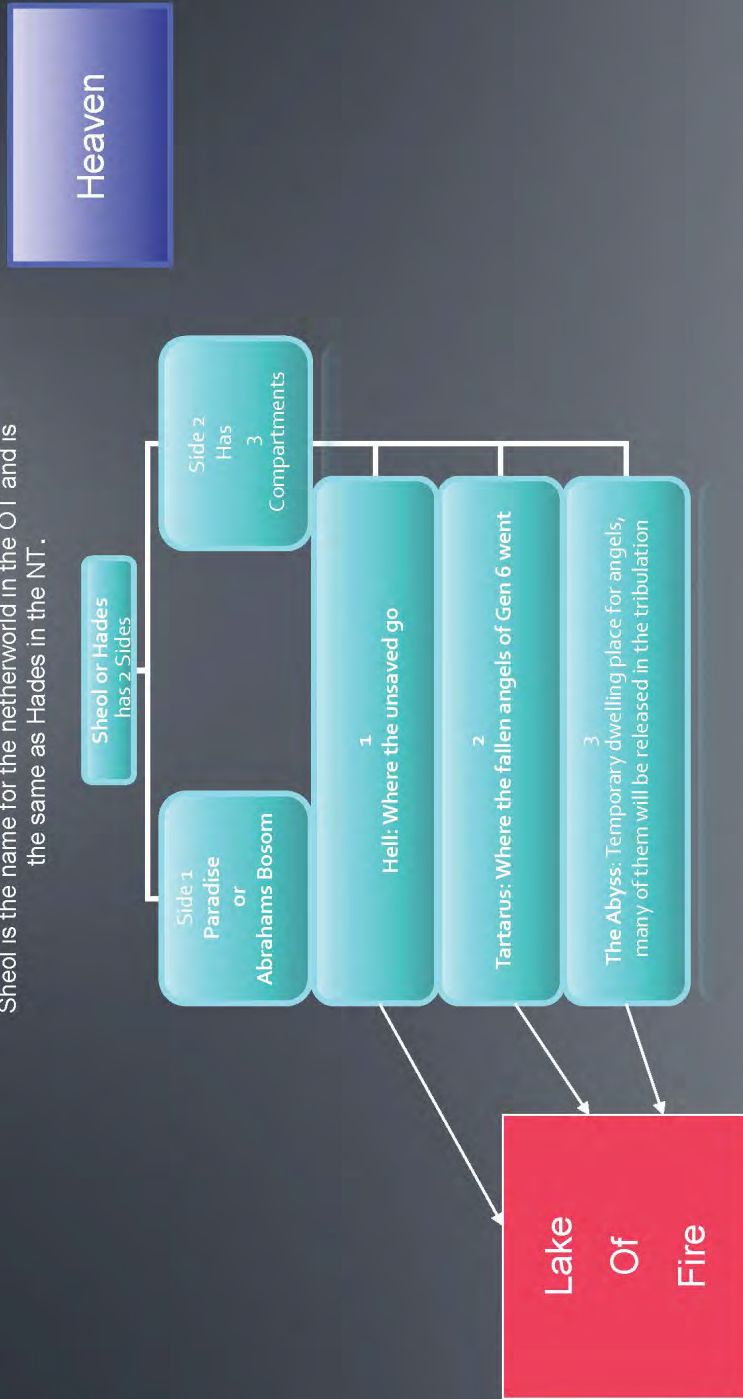 Sheol is the name for the netherworld in the OT and is
the same as Hades in the NT.
Heaven
Sheol or Hades
has 2 Sides
Side 1
Paradise
or
Abrahams Bosom
Side 2
Has
3
Compartments
1
Hell: Where the unsaved go
2
Tartarus: Where the fallen angels of Gen 6 went
3
The Abyss: Temporary dwelling place for angels,
many of them will be released in the tribulation
Lake
Of
Fire